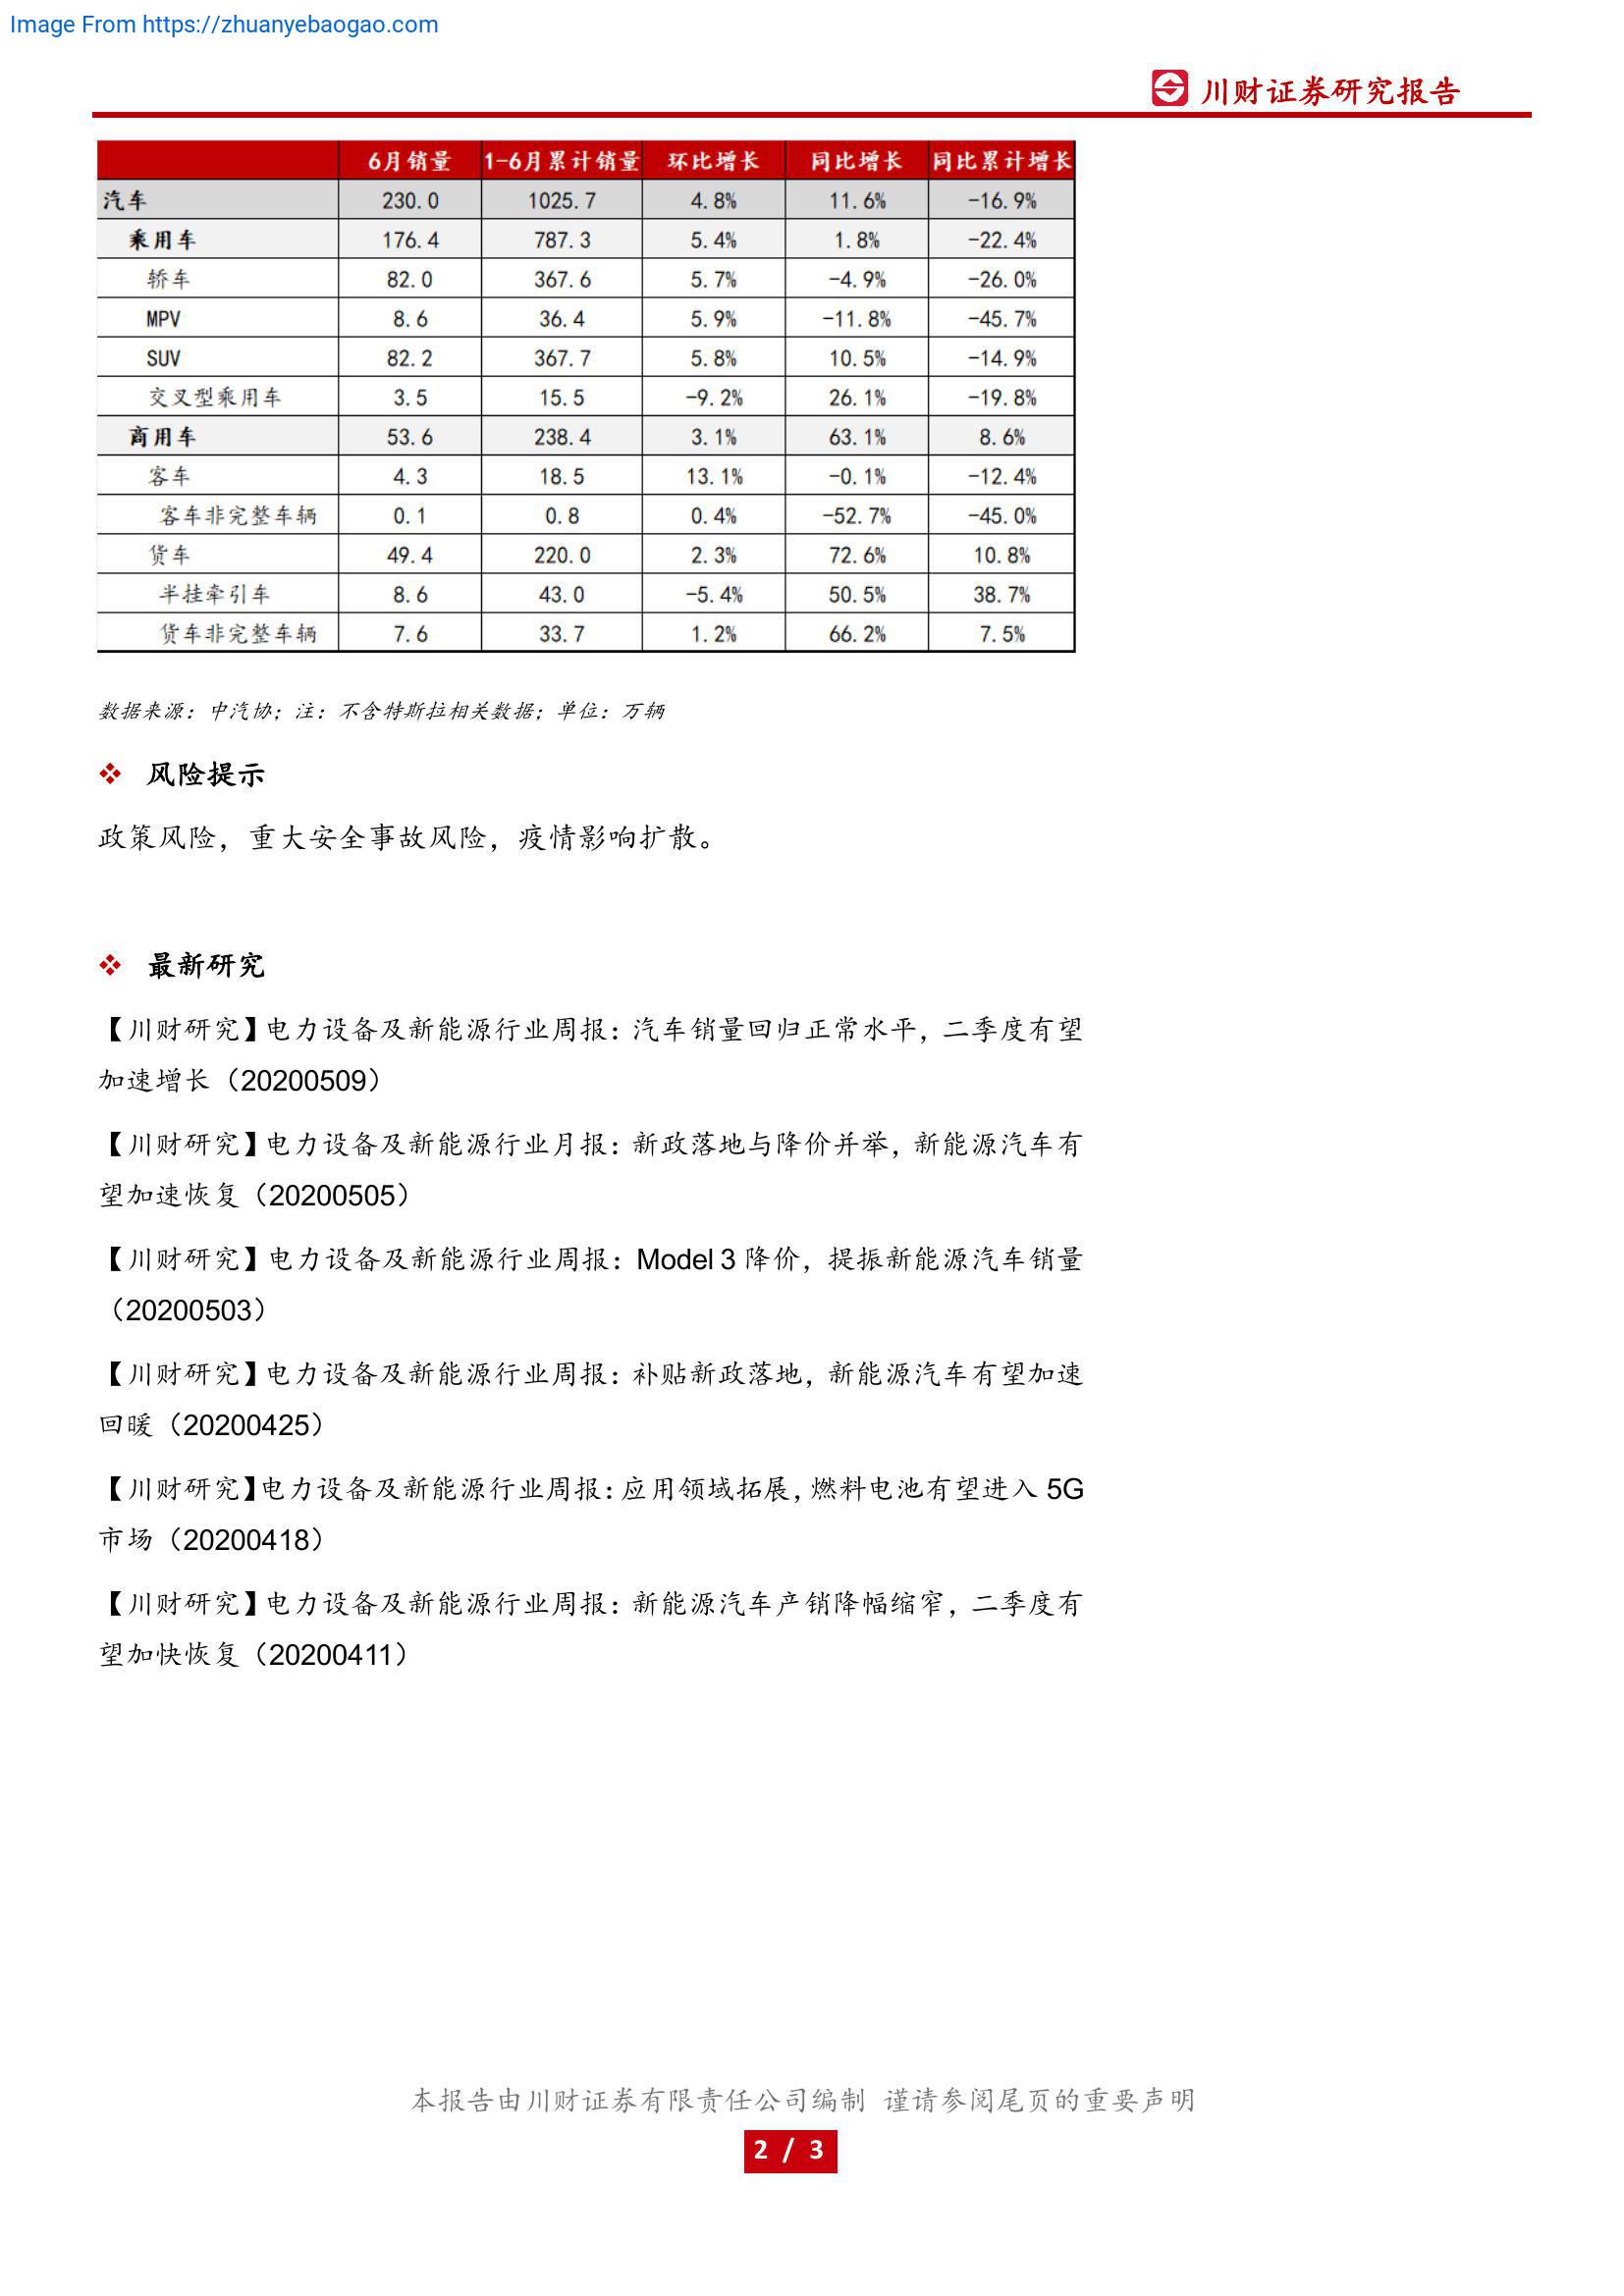 Image From https://zhuanyebaogao.com
川财证券研究报告
6月销量 1-6月累计销量 环比增长 同比增长 同比累计增长
汽车 230.0 1025.7 4.8% 11.6% -16.9%
乘用车 176.4 787.3 5.4% 1.8% -22.4%
轿车 82.0 367.6 5.7% -4.9% -26.0%
MPV 8.6 36.4 5.9% -11.8% -45.7%
SUV 82.2 367.7 5.8% 10.5% -14.9%
交叉型乘用车 3.5 15.5 -9.2% 26.1% -19.8%
商用车 53.6 238.4 3.1% 63.1% 8.6%
客车 4.3 18.5 13.1% -0.1% -12.4%
客车非完整车辆 0.1 0.8 0.4% -52.7% -45.0%
货车 49.4 220.0 2.3% 72.6% 10.8%
半挂牵引车 8.6 43.0 -5.4% 50.5% 38.7%
货车非完整车辆 7.6 33.7 1.2% 66.2% 7.5%
数据来源：中汽协；注：不含特斯拉相关数据；单位：万辆
风险提示
政策风险，重大安全事故风险，疫情影响扩散。
最新研究
【川财研究】电力设备及新能源行业周报：汽车销量回归正常水平，二季度有望
加速增长（20200509）
【川财研究】电力设备及新能源行业月报：新政落地与降价并举，新能源汽车有
望加速恢复（20200505）
【川财研究】电力设备及新能源行业周报：Model 3 降价，提振新能源汽车销量
（20200503）
【川财研究】电力设备及新能源行业周报：补贴新政落地，新能源汽车有望加速
回暖（20200425）
【川财研究】电力设备及新能源行业周报：应用领域拓展，燃料电池有望进入 5G
市场（20200418）
【川财研究】电力设备及新能源行业周报：新能源汽车产销降幅缩窄，二季度有
望加快恢复（20200411）
本报告由川财证券有限责任公司编制 谨请参阅尾页的重要声明
2 / 3